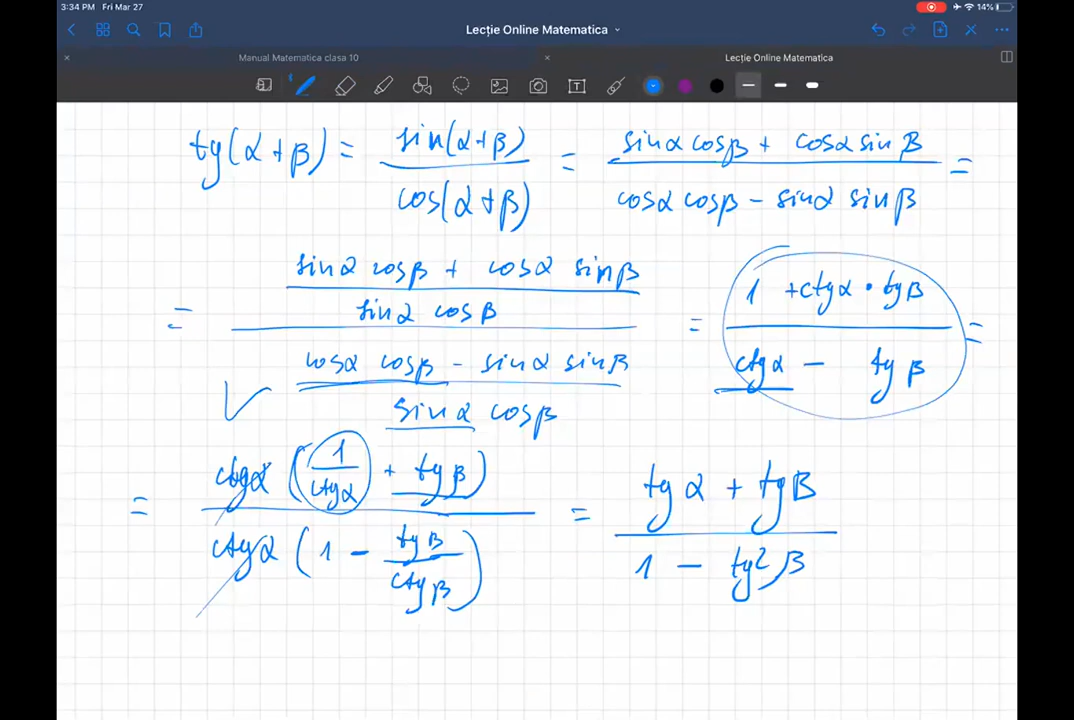 3:34 PM Fri Mar 27
14%
Lecție Online Matematica
Manual Matematica clasa 10
Lecție Online Matematica
tg(α+β) = sin(α+β) / cos(α+β) = (sinα cosβ + cosα sinβ) / (cosα cosβ - sinα sinβ) =
= ((sinα cosβ + cosα sinβ) / (sinα cosβ)) / ((cosα cosβ - sinα sinβ) / (sinα cosβ)) = (1 + ctgα · tgβ) / (ctgα - tgβ) =
= (ctgα (1/ctgα + tgβ)) / (ctgα (1 - tgβ/ctgβ)) = (tgα + tgβ) / (1 - tg²β)